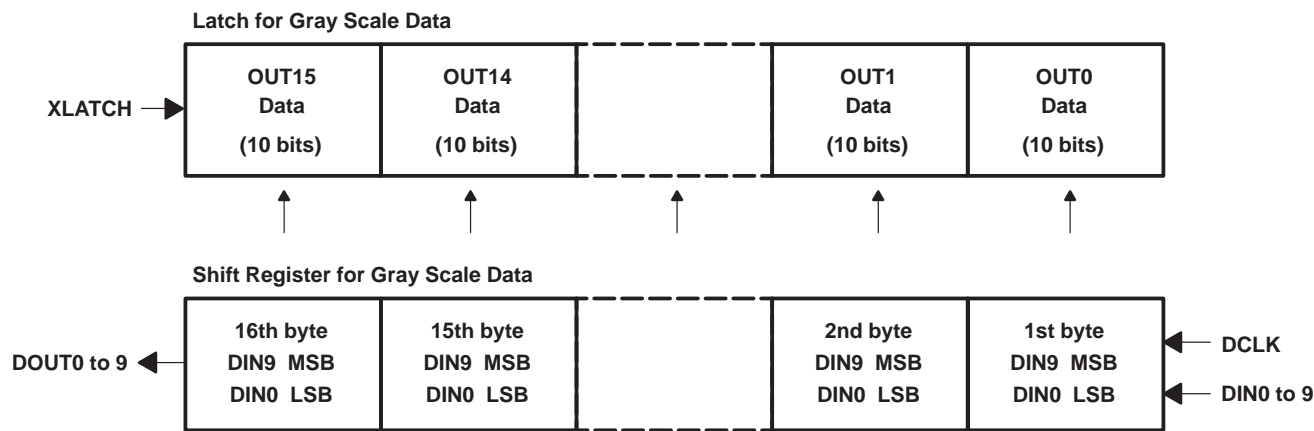 Latch for Gray Scale Data
XLATCH
OUT15
Data
(10 bits)
OUT14
Data
(10 bits)
OUT1
Data
(10 bits)
OUT0
Data
(10 bits)
Shift Register for Gray Scale Data
DOUT0 to 9
16th byte
DIN9 MSB
DIN0 LSB
15th byte
DIN9 MSB
DIN0 LSB
2nd byte
DIN9 MSB
DIN0 LSB
1st byte
DIN9 MSB
DIN0 LSB
DCLK
DIN0 to 9